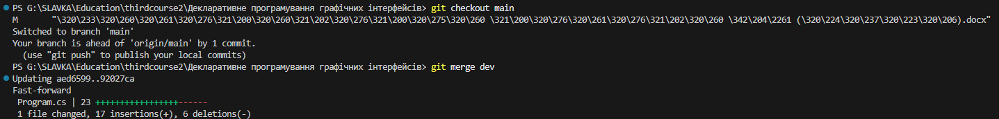 PS G:\SLAVKA\Education\thirdcourse2\Декларативне програмування графічних інтерфейсів> git checkout main
M       "\320\233\320\260\320\261\320\276\321\200\320\260\321\202\320\276\321\200\320\275\320\260 \321\200\320\276\320\261\320\276\321\202\320\260 \342\204\2261 (\320\224\320\237\320\223\320\206).docx"
Switched to branch 'main'
Your branch is ahead of 'origin/main' by 1 commit.
  (use "git push" to publish your local commits)
PS G:\SLAVKA\Education\thirdcourse2\Декларативне програмування графічних інтерфейсів> git merge dev
Updating aed6599..92027ca
Fast-forward
 Program.cs | 23 +++++++++++++++++------
 1 file changed, 17 insertions(+), 6 deletions(-)